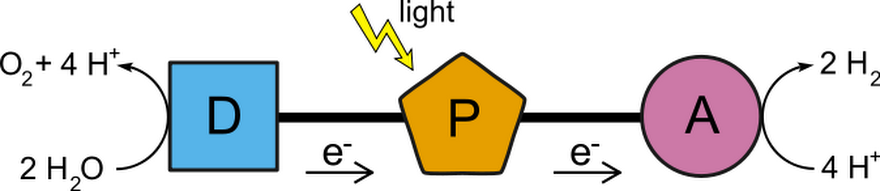 light
O₂ + 4 H⁺
2 H₂
D
P
A
2 H₂O
e⁻
e⁻
4 H⁺